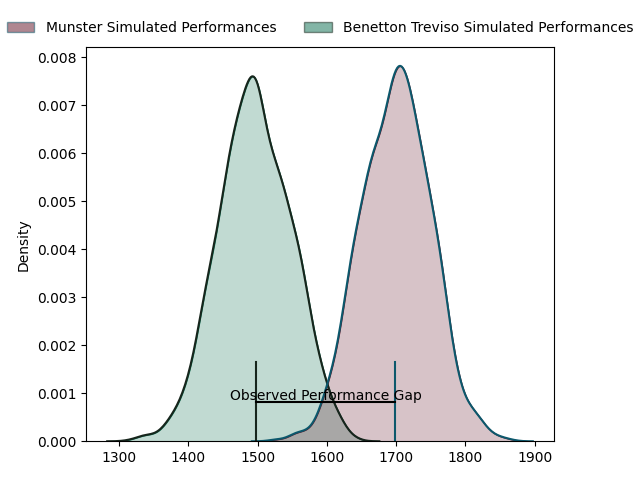 Munster Simulated Performances
Benetton Treviso Simulated Performances
0.008
0.007
0.006
0.005
0.004
0.003
0.002
0.001
0.000
Density
Observed Performance Gap
1300 1400 1500 1600 1700 1800 1900